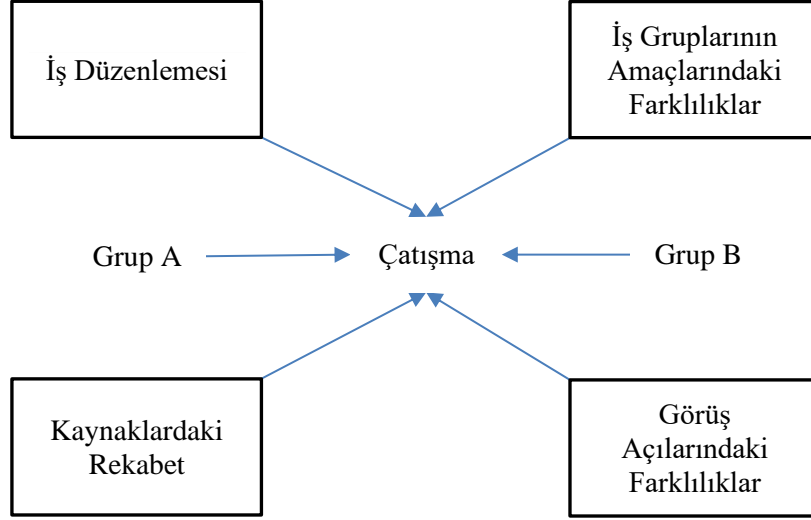 İş Düzenlemesi
İş Gruplarının
Amaçlarındaki
Farklılıklar
Grup A
Çatışma
Grup B
Kaynaklardaki
Rekabet
Görüş
Açılarındaki
Farklılıklar